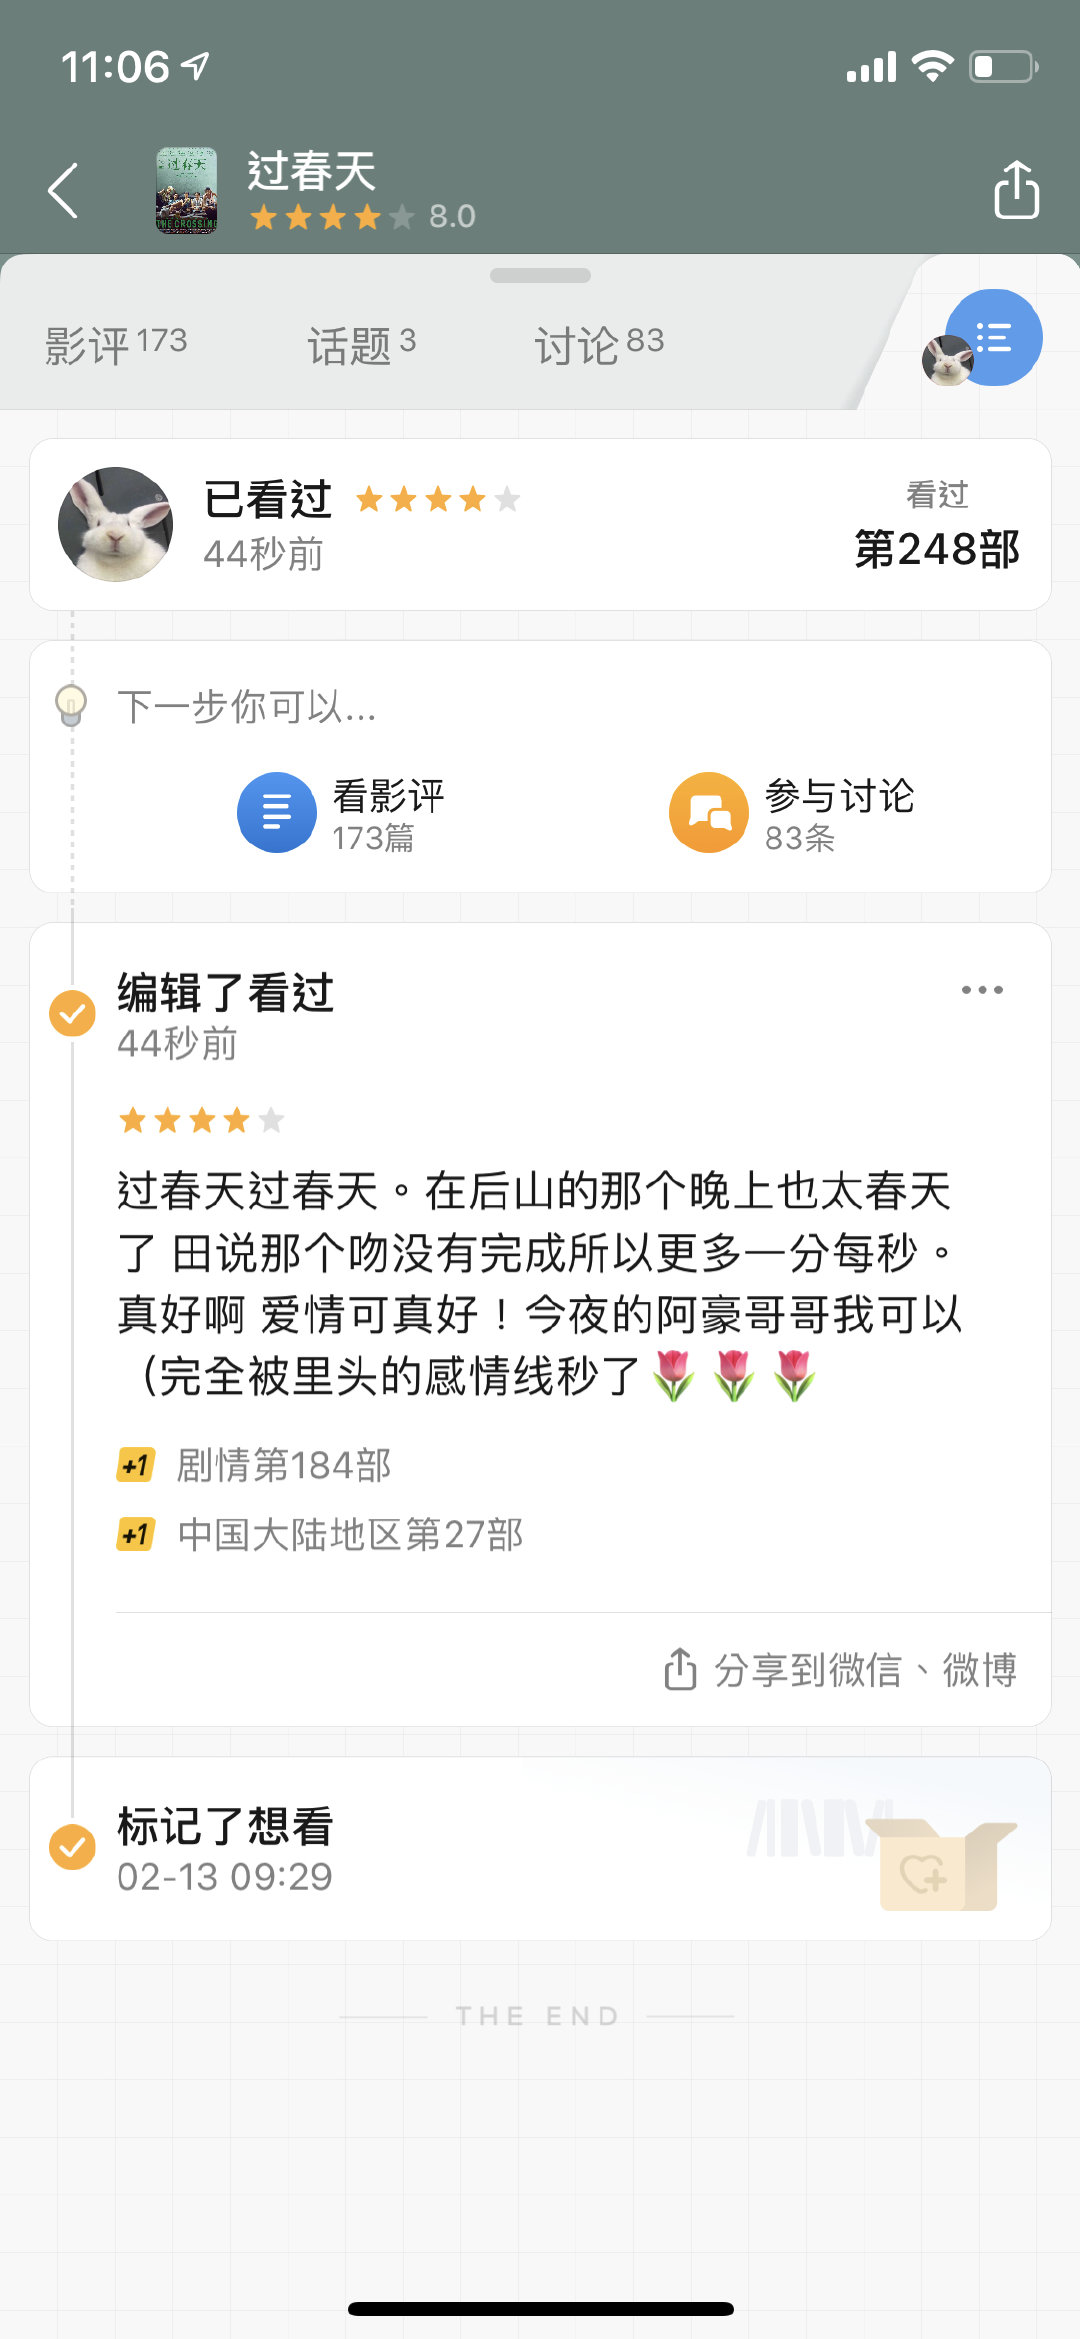 11:06
过春天
THE CROSSING
过春天
8.0
影评 173
话题 3
讨论 83
已看过
44秒前
看过
第248部
下一步你可以...
看影评
173篇
参与讨论
83条
编辑了看过
44秒前
过春天过春天。在后山的那个晚上也太春天
了 田说那个吻没有完成所以更多一分每秒。
真好啊 爱情可真好！今夜的阿豪哥哥我可以
（完全被里头的感情线秒了🌷🌷🌷
+1 剧情第184部
+1 中国大陆地区第27部
分享到微信、微博
标记了想看
02-13 09:29
THE END